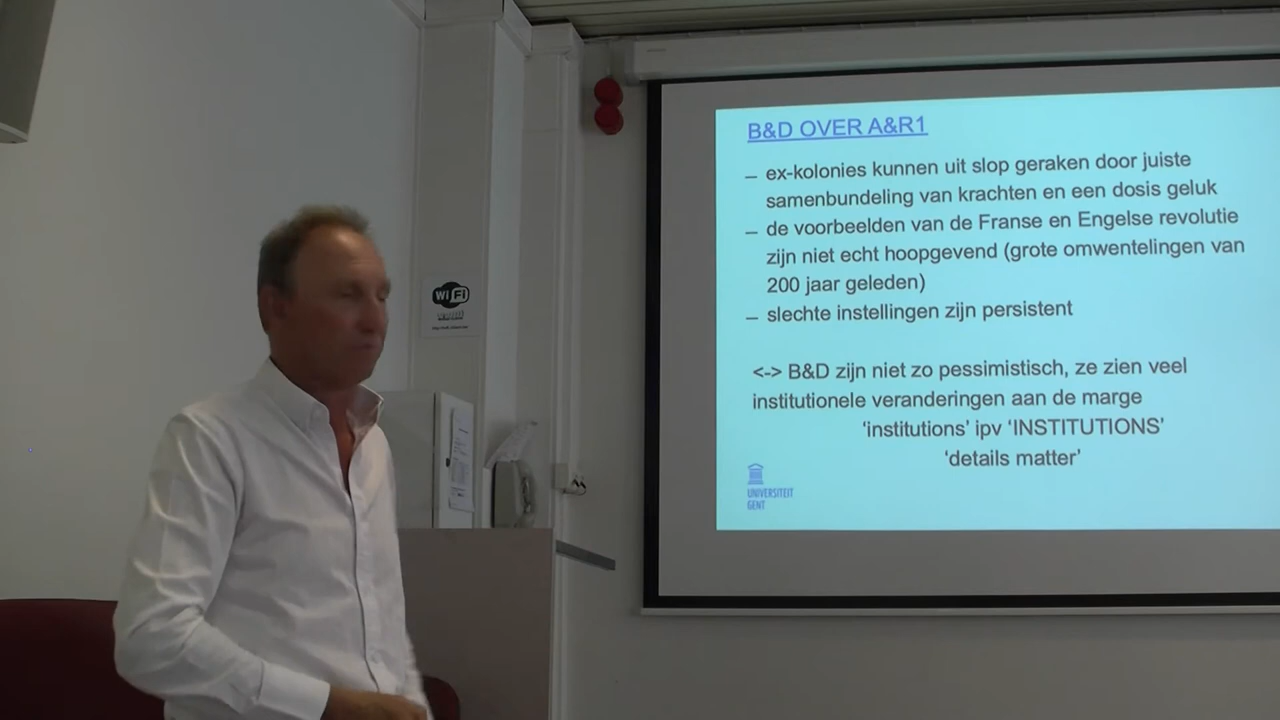 B&D OVER A&R1
– ex-kolonies kunnen uit slop geraken door juiste
samenbundeling van krachten en een dosis geluk
– de voorbeelden van de Franse en Engelse revolutie
zijn niet echt hoopgevend (grote omwentelingen van
200 jaar geleden)
– slechte instellingen zijn persistent
<-> B&D zijn niet zo pessimistisch, ze zien veel
institutionele veranderingen aan de marge
‘institutions’ ipv ‘INSTITUTIONS’
‘details matter’
UNIVERSITEIT
GENT
Wi Fi